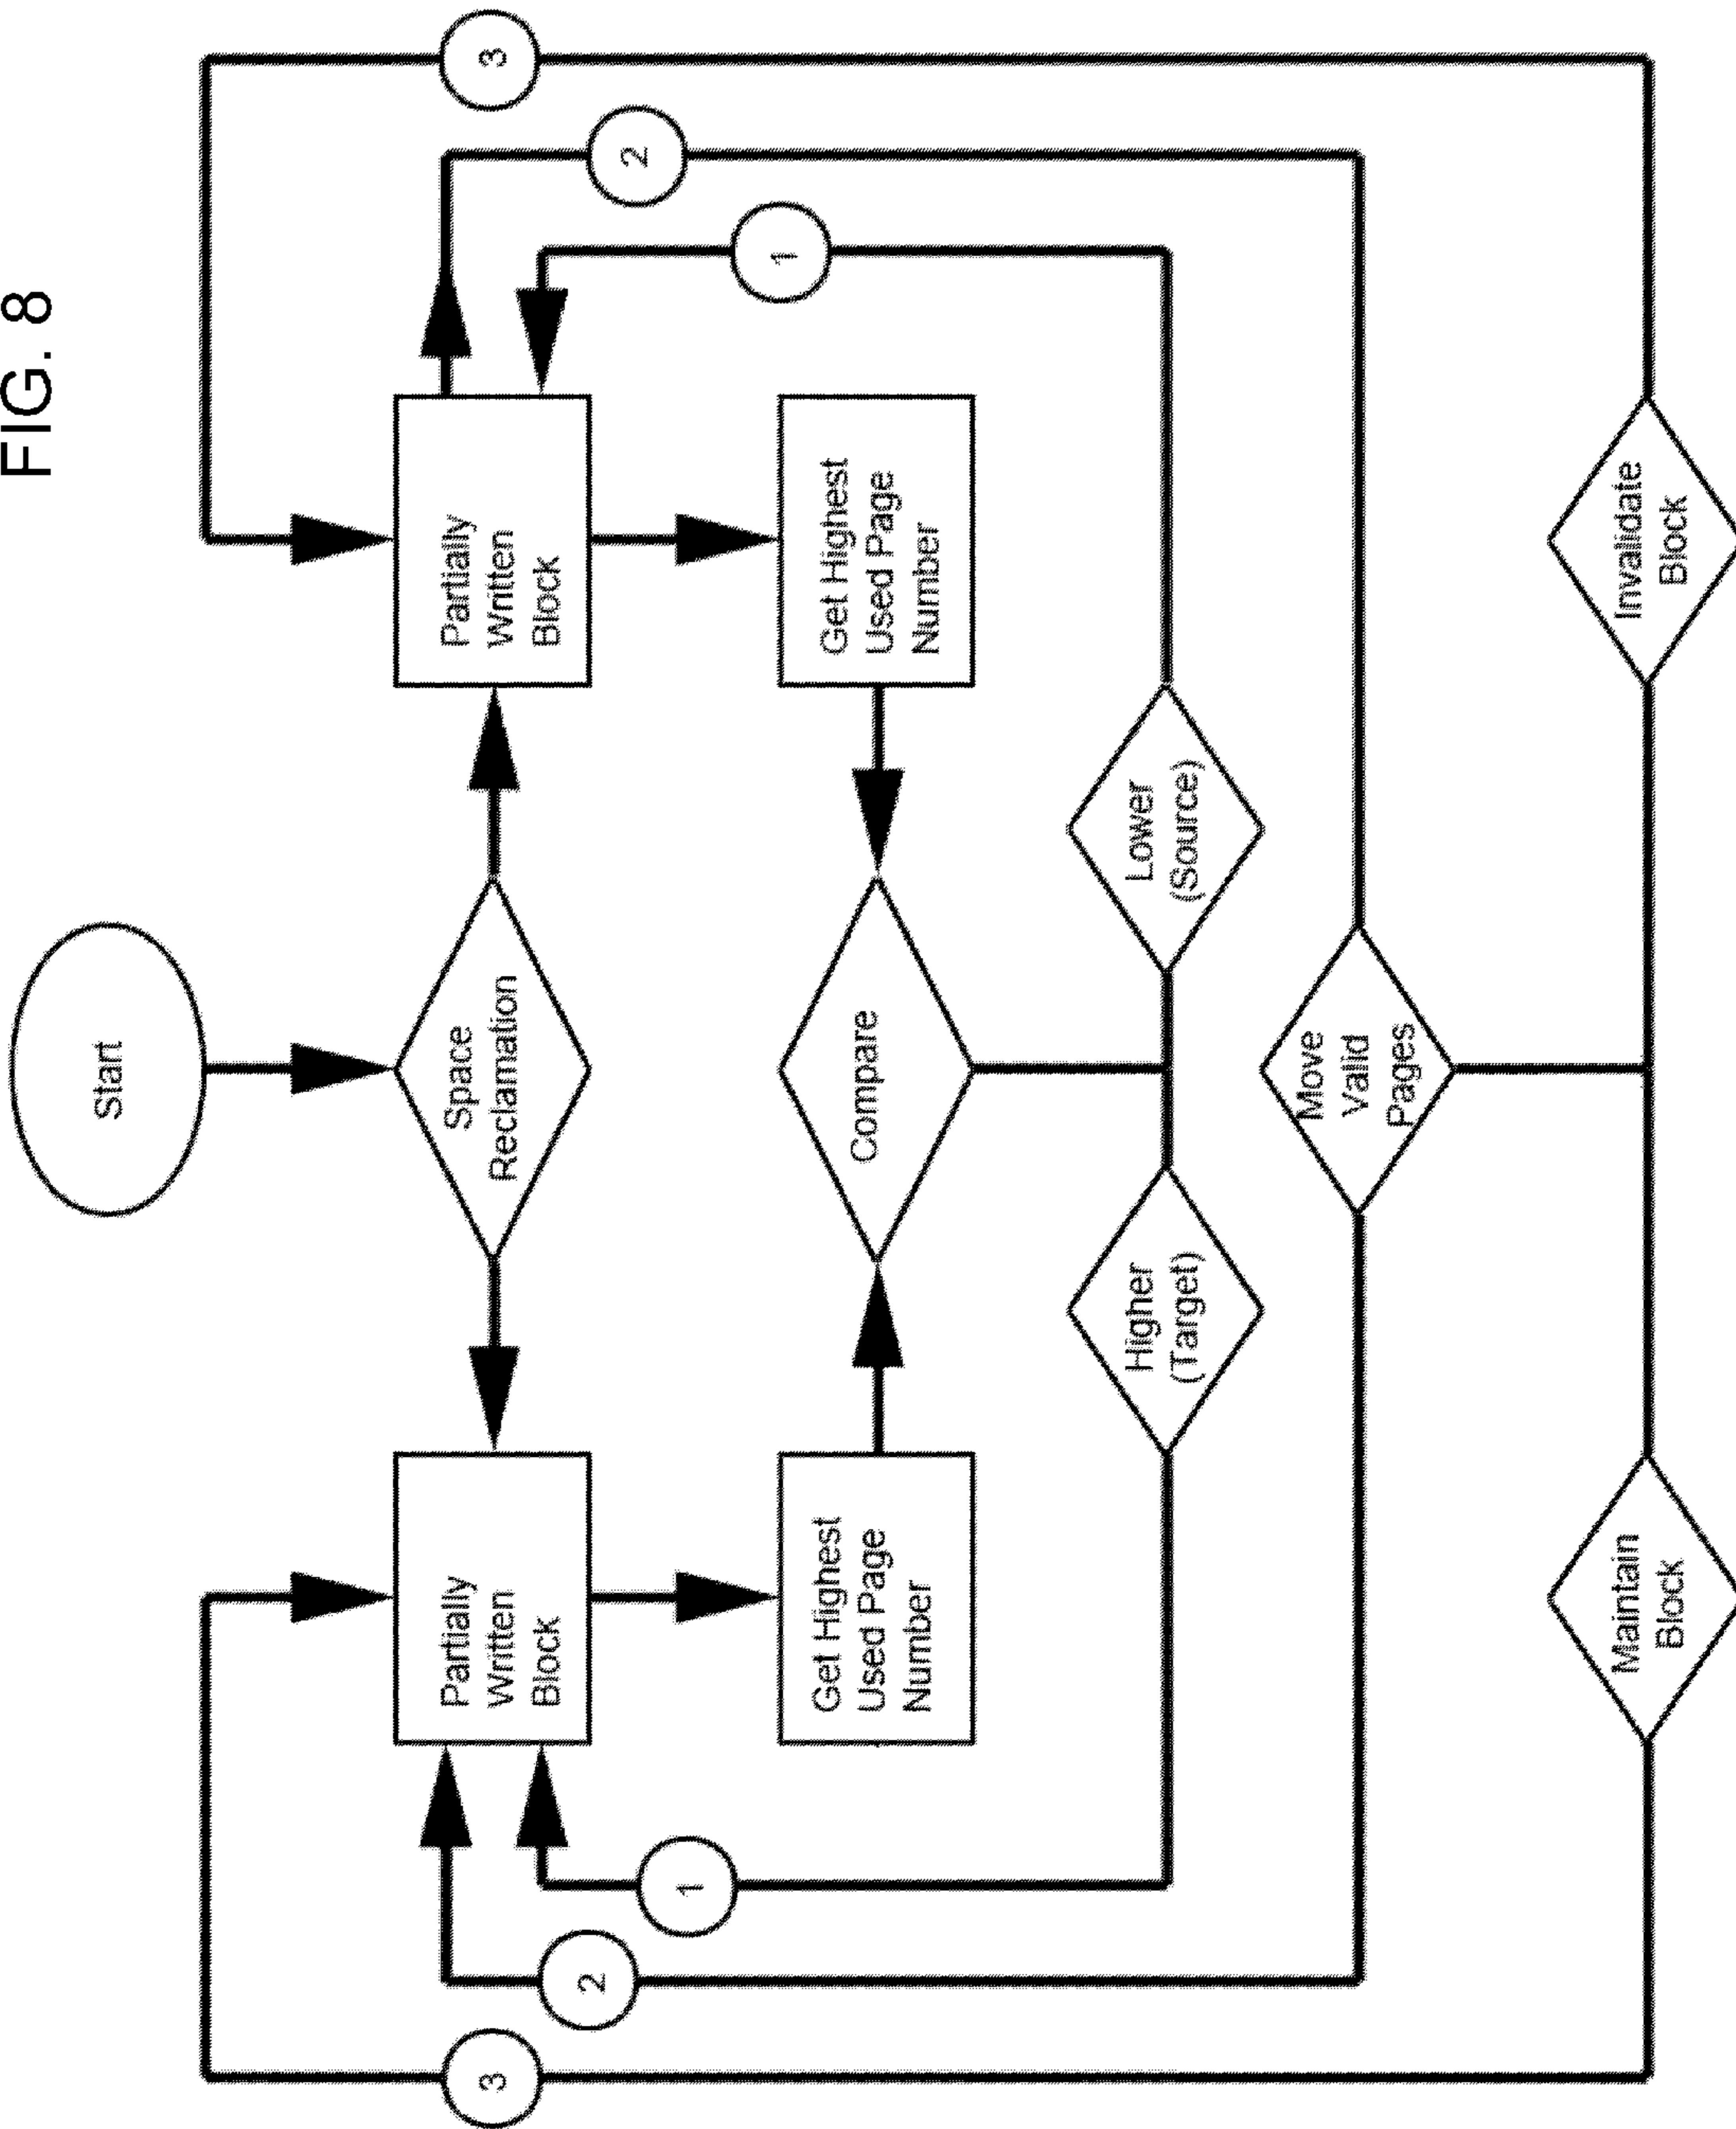 FIG. 8
Start
3
Partially
Written
Block
Space
Reclamation
Partially
Written
Block
3
2
2
1
1
Get Highest
Used Page
Number
Compare
Get Highest
Used Page
Number
Higher
(Target)
Lower
(Source)
Move
Valid
Pages
Maintain
Block
Invalidate
Block